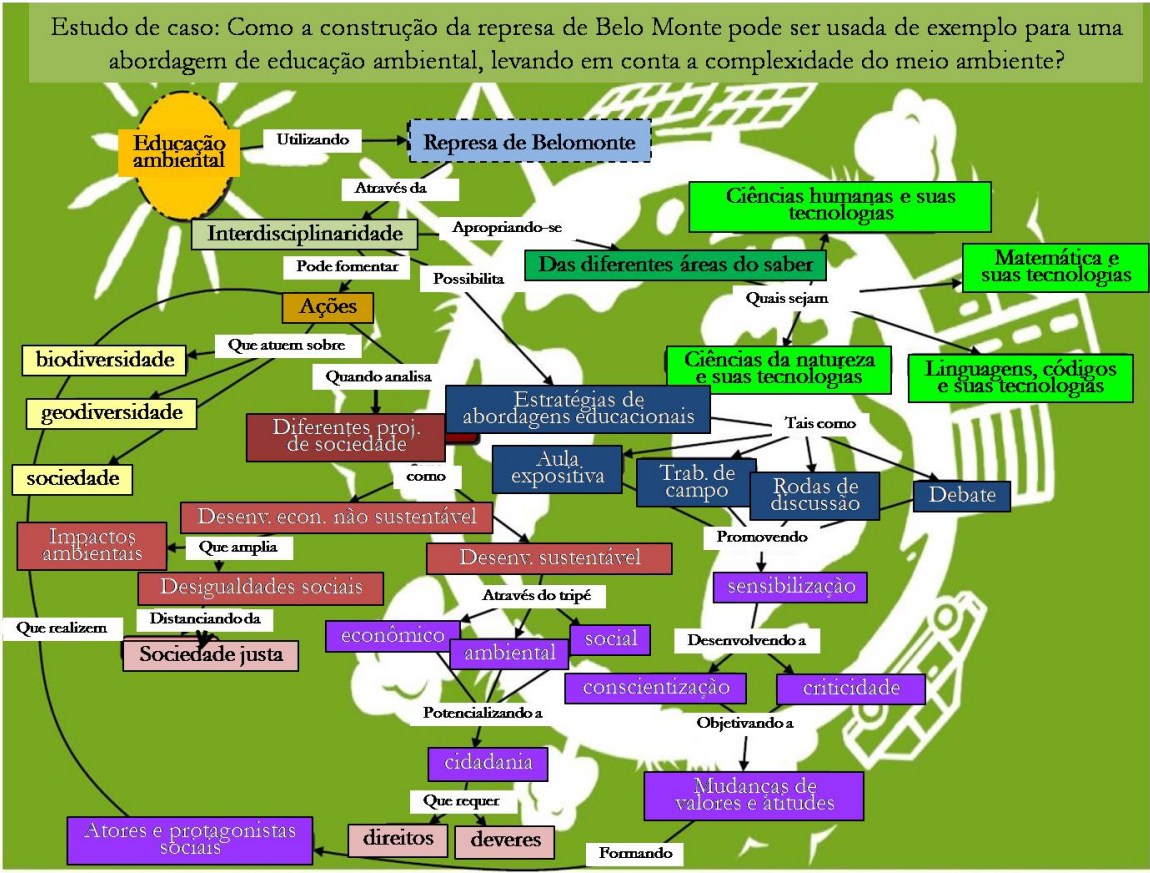 Estudo de caso: Como a construção da represa de Belo Monte pode ser usada de exemplo para uma
abordagem de educação ambiental, levando em conta a complexidade do meio ambiente?
Educação
ambiental
Utilizando
Represa de Belomonte
Através da
Interdisciplinaridade
Apropriando-se
Das diferentes áreas do saber
Ciências humanas e suas
tecnologias
Matemática e
suas tecnologias
Quais sejam
Ciências da natureza
e suas tecnologias
Linguagens, códigos
e suas tecnologias
Pode fomentar
Possibilita
Ações
Que atuem sobre
biodiversidade
geodiversidade
sociedade
Quando analisa
Diferentes proj.
de sociedade
Estratégias de
abordagens educacionais
Tais como
Aula
expositiva
Trab. de
campo
Rodas de
discussão
Debate
como
Desenv. econ. não sustentável
Impactos
ambientais
Que amplia
Desigualdades sociais
Distanciando da
Sociedade justa
Que realizem
Desenv. sustentável
Através do tripé
econômico
ambiental
social
Potencializando a
cidadania
Que requer
direitos
deveres
Promovendo
sensibilização
Desenvolvendo a
conscientização
criticidade
Objetivando a
Mudanças de
valores e atitudes
Formando
Atores e protagonistas
sociais